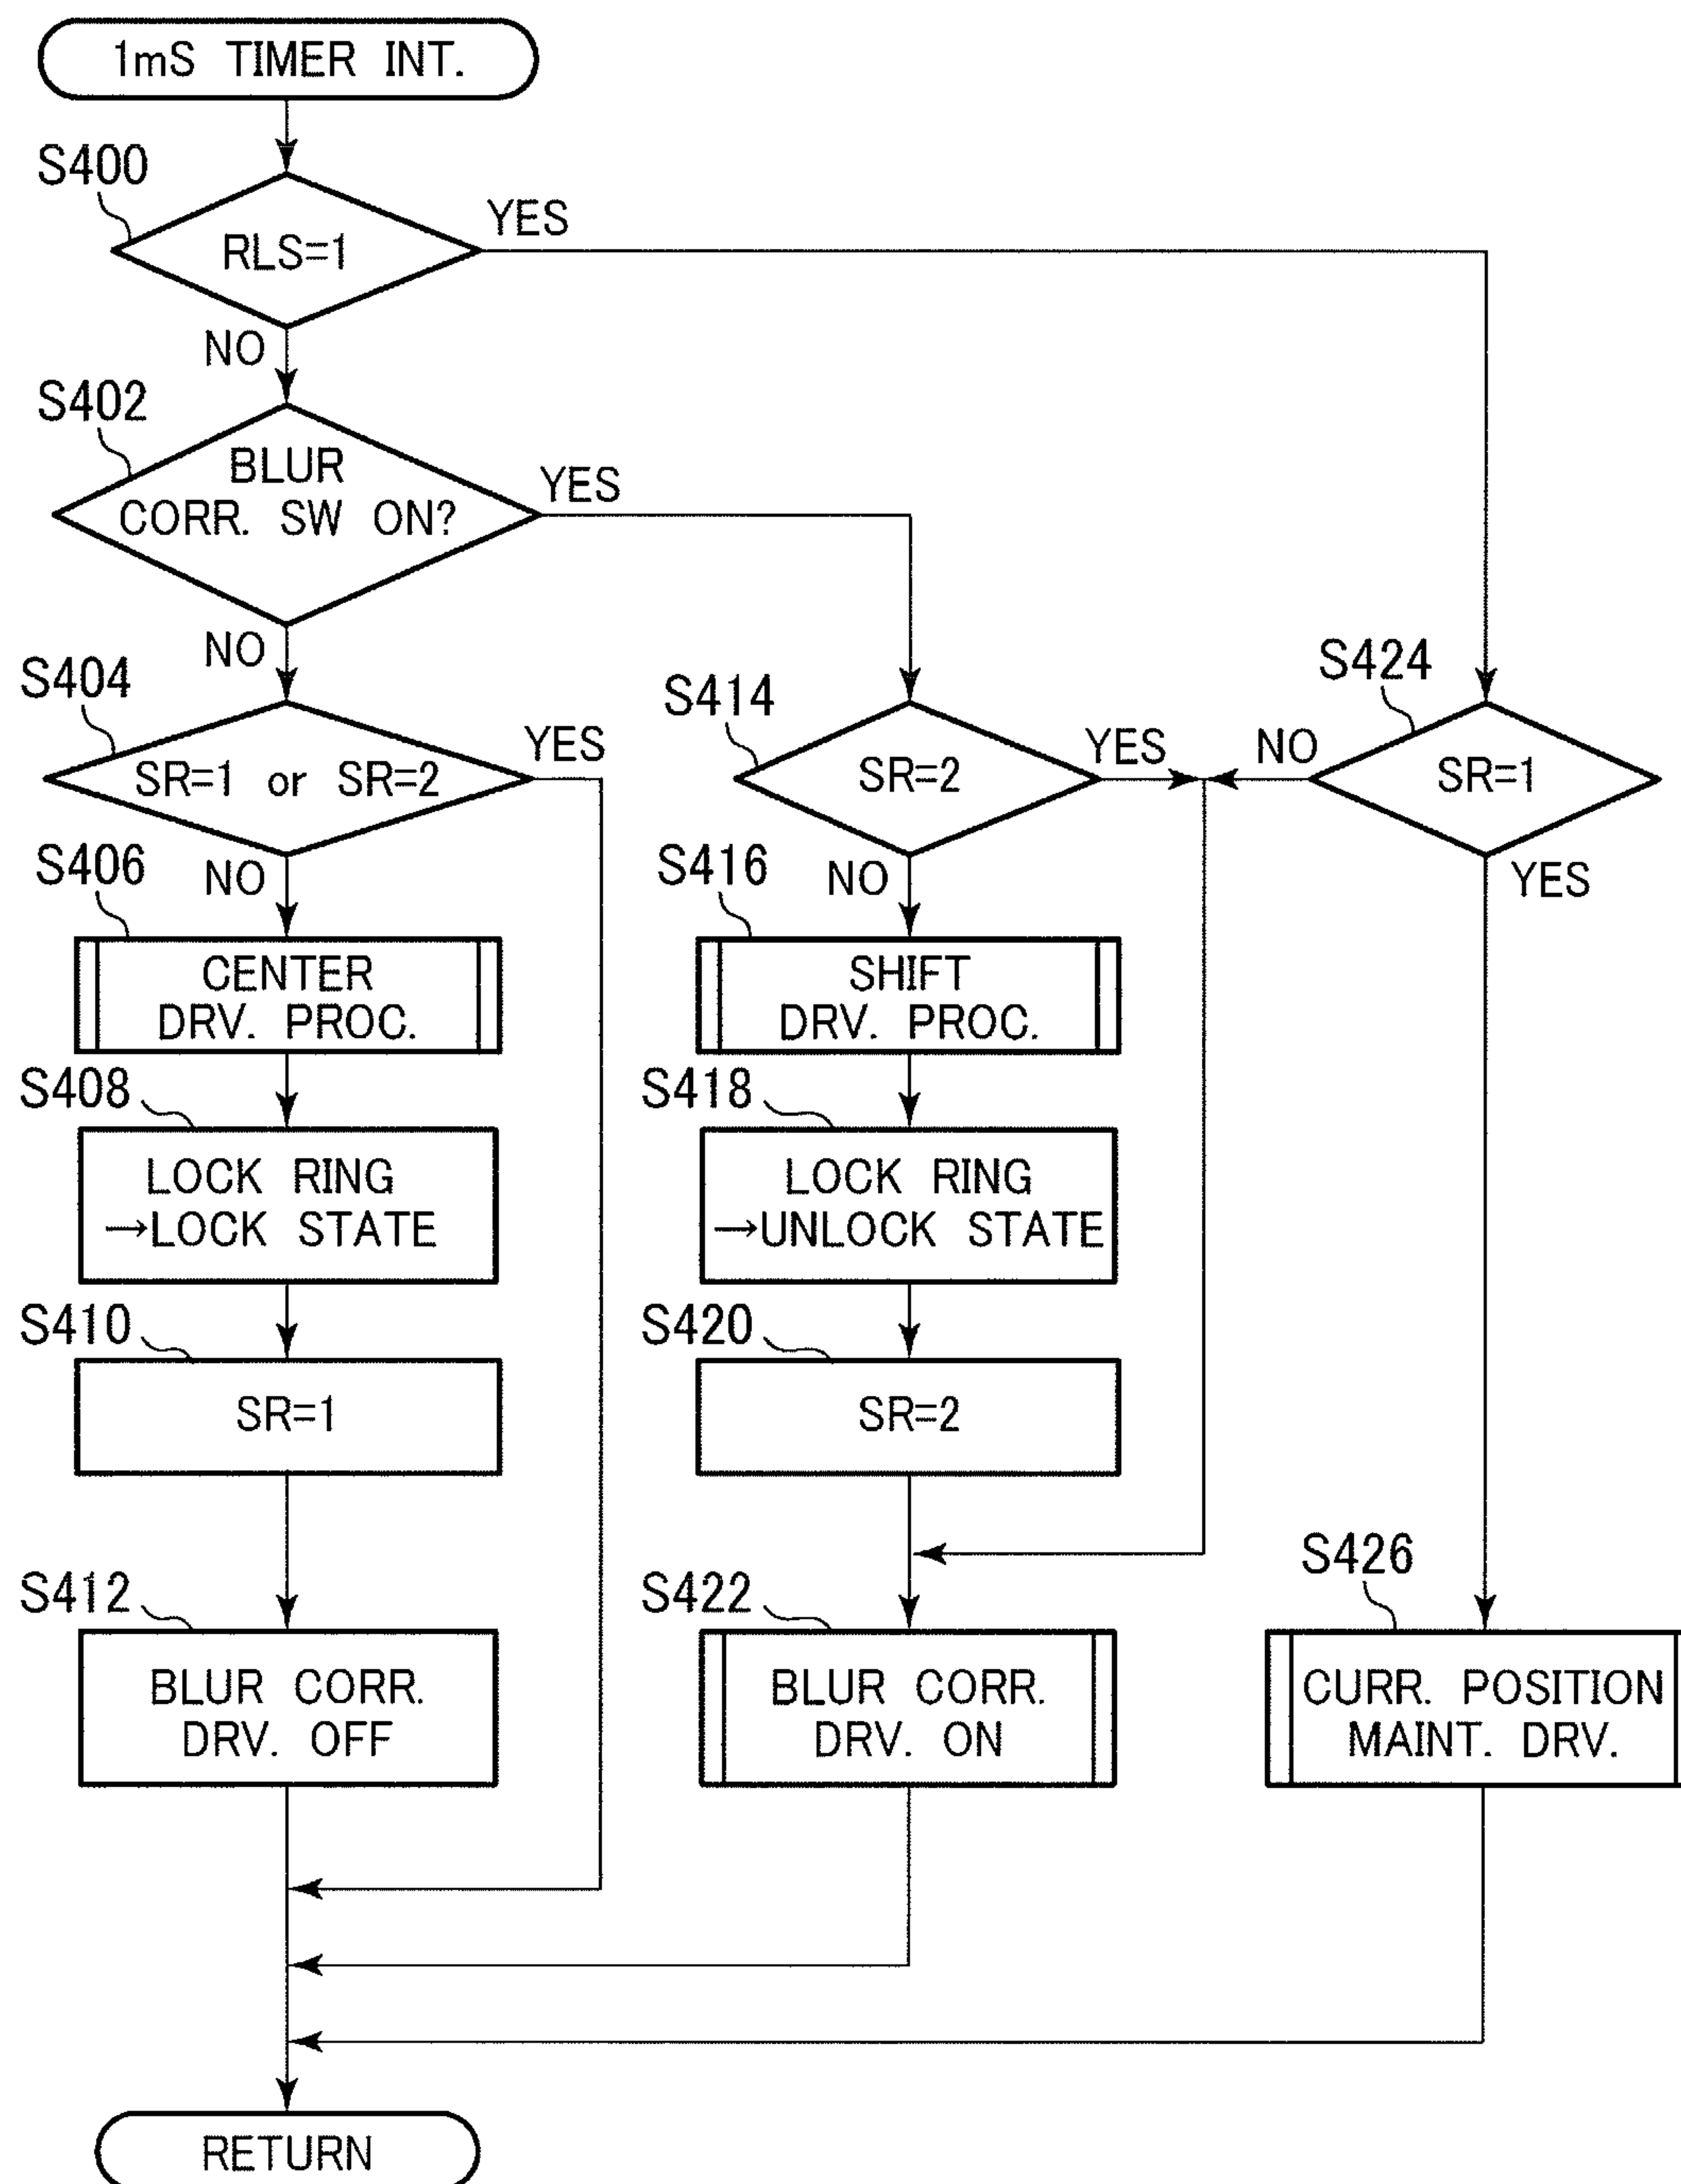 1mS TIMER INT.
S400
RLS=1
YES
NO
S402
BLUR
CORR. SW ON?
YES
NO
S404
SR=1 or SR=2
YES
NO
S406
CENTER
DRV. PROC.
S408
LOCK RING
→LOCK STATE
S410
SR=1
S412
BLUR CORR.
DRV. OFF
S414
SR=2
YES
NO
S416
SHIFT
DRV. PROC.
S418
LOCK RING
→UNLOCK STATE
S420
SR=2
S422
BLUR CORR.
DRV. ON
S424
SR=1
NO
YES
S426
CURR. POSITION
MAINT. DRV.
RETURN